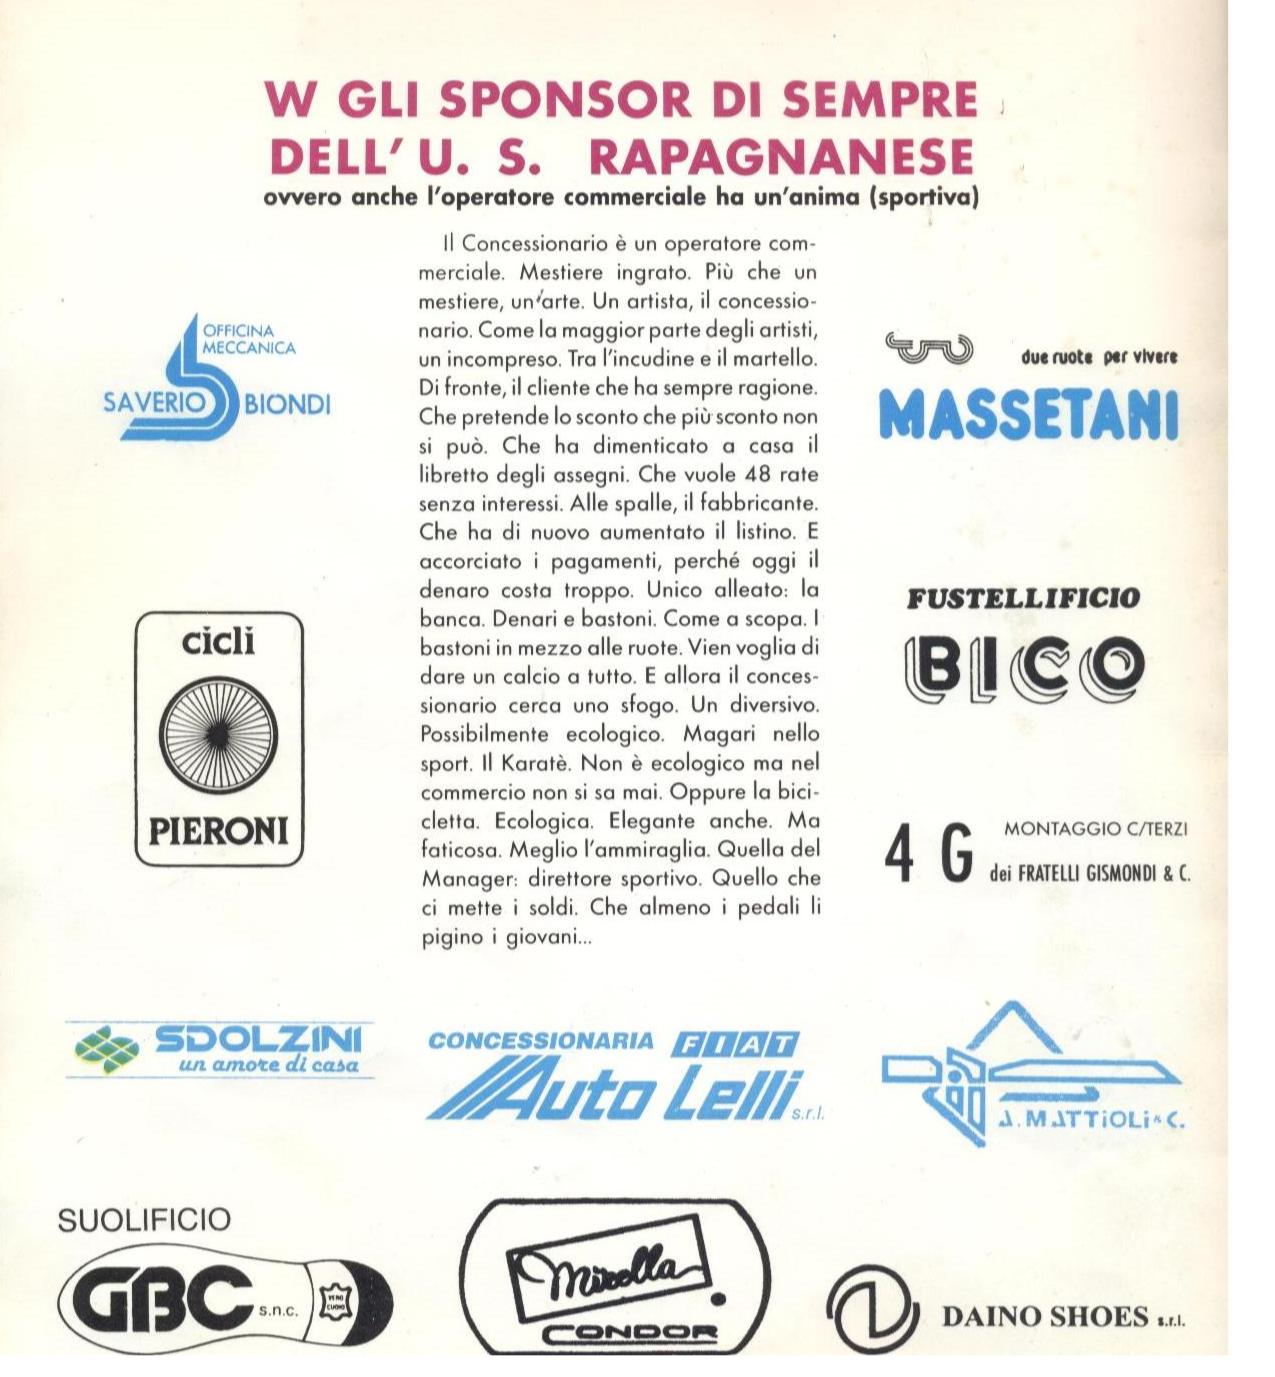 W GLI SPONSOR DI SEMPRE
DELL' U. S. RAPAGNANESE
ovvero anche l'operatore commerciale ha un'anima (sportiva)
Il Concessionario è un operatore com-
merciale. Mestiere ingrato. Più che un
mestiere, un'arte. Un artista, il concessio-
nario. Come la maggior parte degli artisti,
un incompreso. Tra l'incudine e il martello.
Di fronte, il cliente che ha sempre ragione.
Che pretende lo sconto che più sconto non
si può. Che ha dimenticato a casa il
libretto degli assegni. Che vuole 48 rate
senza interessi. Alle spalle, il fabbricante.
Che ha di nuovo aumentato il listino. E
accorciato i pagamenti, perché oggi il
denaro costa troppo. Unico alleato: la
banca. Denari e bastoni. Come a scopa. I
bastoni in mezzo alle ruote. Vien voglia di
dare un calcio a tutto. E allora il conces-
sionario cerca uno sfogo. Un diversivo.
Possibilmente ecologico. Magari nello
sport. Il Karatè. Non è ecologico ma nel
commercio non si sa mai. Oppure la bici-
cletta. Ecologica. Elegante anche. Ma
faticosa. Meglio l'ammiraglia. Quella del
Manager: direttore sportivo. Quello che
ci mette i soldi. Che almeno i pedali li
pigino i giovani...
OFFICINA
MECCANICA
SAVERIO BIONDI
cicli
PIERONI
due ruote per vivere
MASSETANI
FUSTELLIFICIO
BICO
4 G MONTAGGIO C/TERZI
dei FRATELLI GISMONDI & C.
SDOLZINI
un amore di casa
CONCESSIONARIA FIAT
Auto Lelli s.r.l.
A. MATTIOLI & C.
SUOLIFICIO
GBC s.n.c.
VERO
CUOIO
Mirella
CONDOR
DAINO SHOES s.r.l.